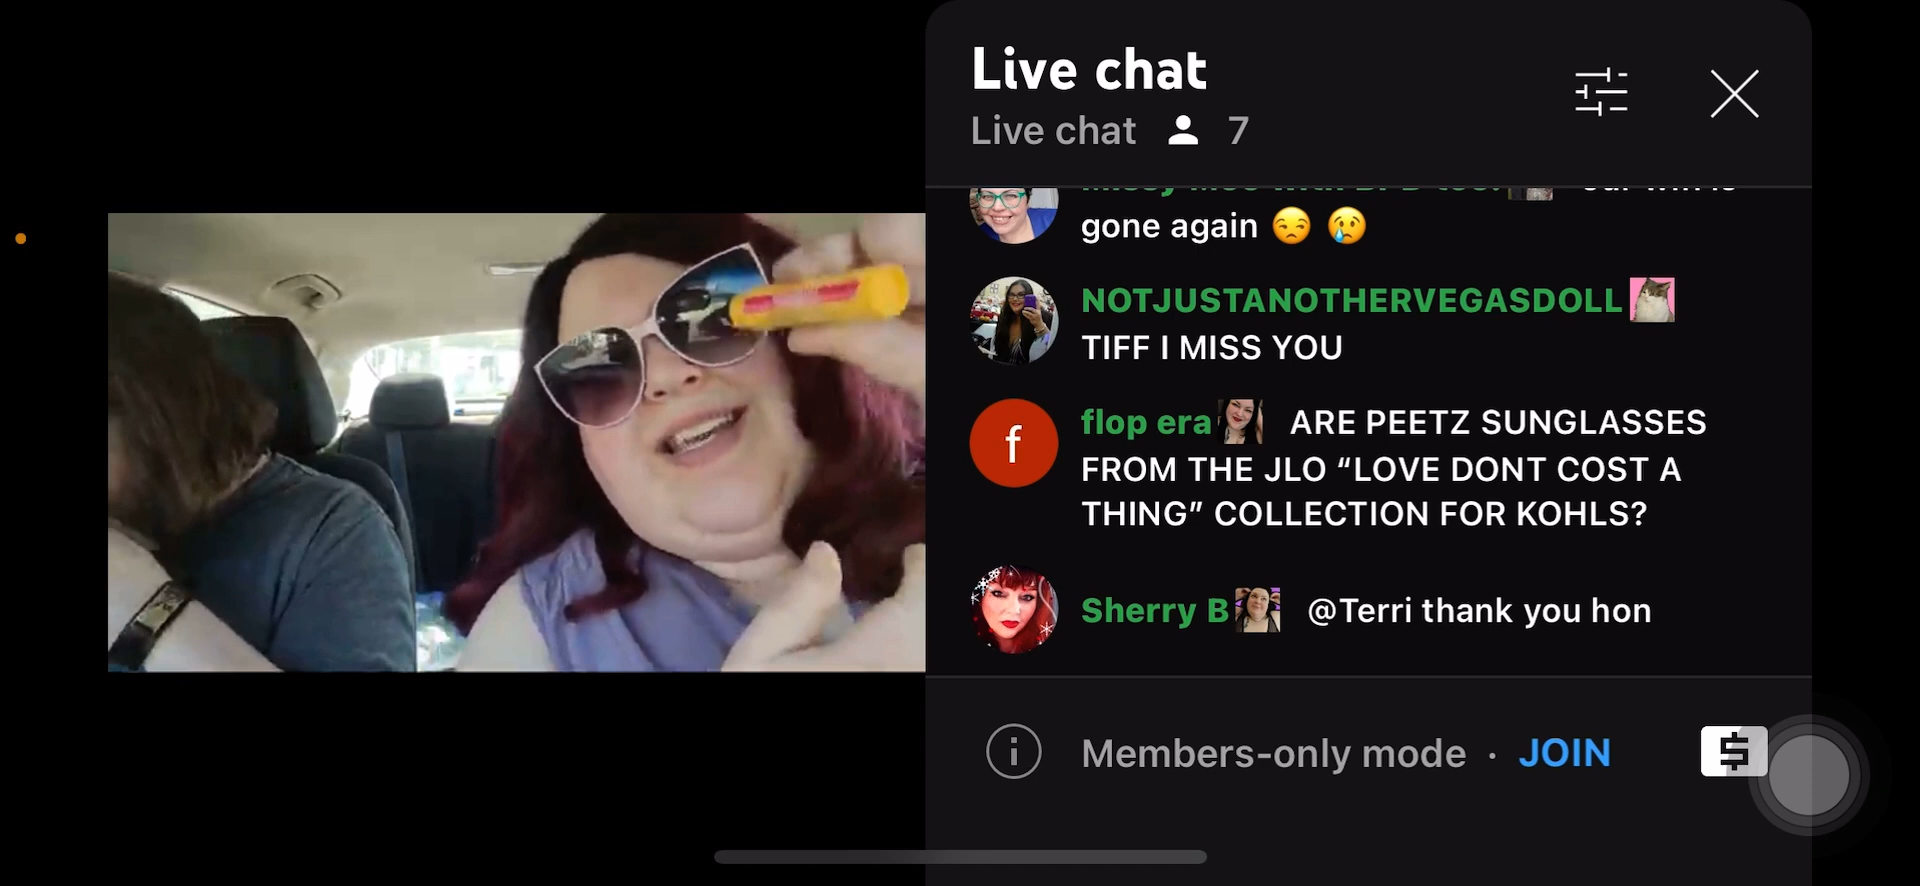 Live chat
Live chat 7
gone again 😒 😢
NOTJUSTANOTHERVEGASDOLL
TIFF I MISS YOU
flop era ARE PEETZ SUNGLASSES
FROM THE JLO “LOVE DONT COST A
THING” COLLECTION FOR KOHLS?
f
Sherry B @Terri thank you hon
Members-only mode · JOIN